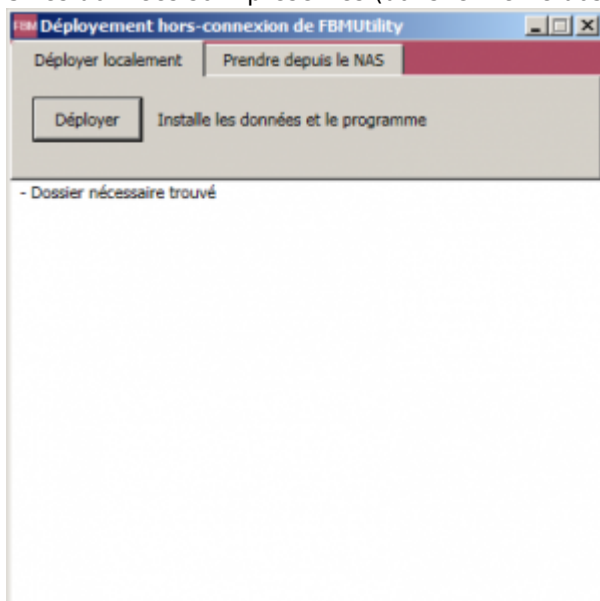 FBM Déployement hors-connexion de FBMUtility
Déployer localement Prendre depuis le NAS
Déployer Installe les données et le programme
- Dossier nécessaire trouvé